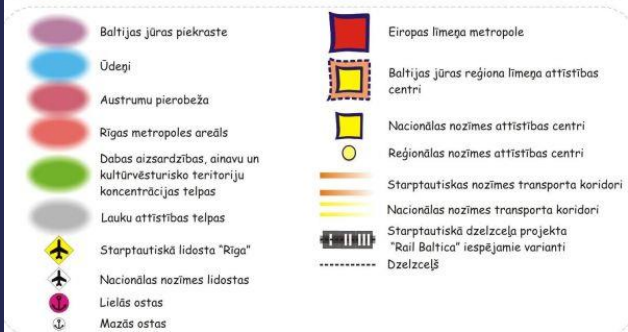 Baltijas jūras piekraste
Ūdeņi
Austrumu pierobeža
Rīgas metropoles areāls
Dabas aizsardzības, ainavu un
kultūrvēsturisko teritoriju
koncentrācijas telpas
Lauku attīstības telpas
Starptautiskā lidosta "Rīga"
Nacionālas nozīmes lidostas
Lielās ostas
Mazās ostas
Eiropas līmeņa metropole
Baltijas jūras reģiona līmeņa attīstības
centri
Nacionālas nozīmes attīstības centri
Reģionālas nozīmes attīstības centri
Starptautiskas nozīmes transporta koridori
Nacionālas nozīmes transporta koridori
Starptautiskā dzelzceļa projekta
"Rail Baltica" iespējamie varianti
Dzelzceļš